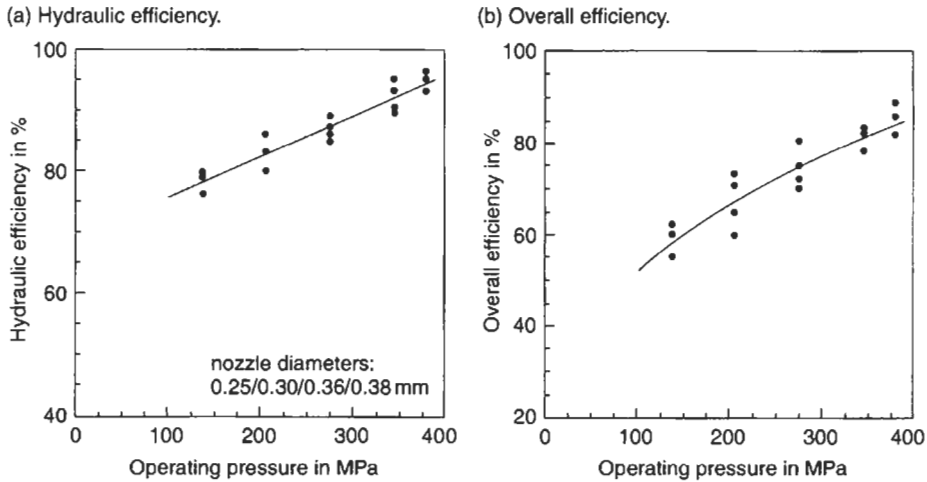 (a) Hydraulic efficiency.
100
80
60
40
0
100
200
300
400
Hydraulic efficiency in %
nozzle diameters:
0.25/0.30/0.36/0.38 mm
Operating pressure in MPa
(b) Overall efficiency.
100
80
60
40
20
0
100
200
300
400
Overall efficiency in %
Operating pressure in MPa